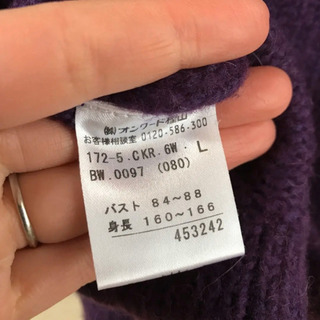 ㈱オンワード樫山
お客様相談室 0120-586-300
172-5.CKR.6W. L
BW.0097 (080)
バスト 84~88
身長 160~166
453242